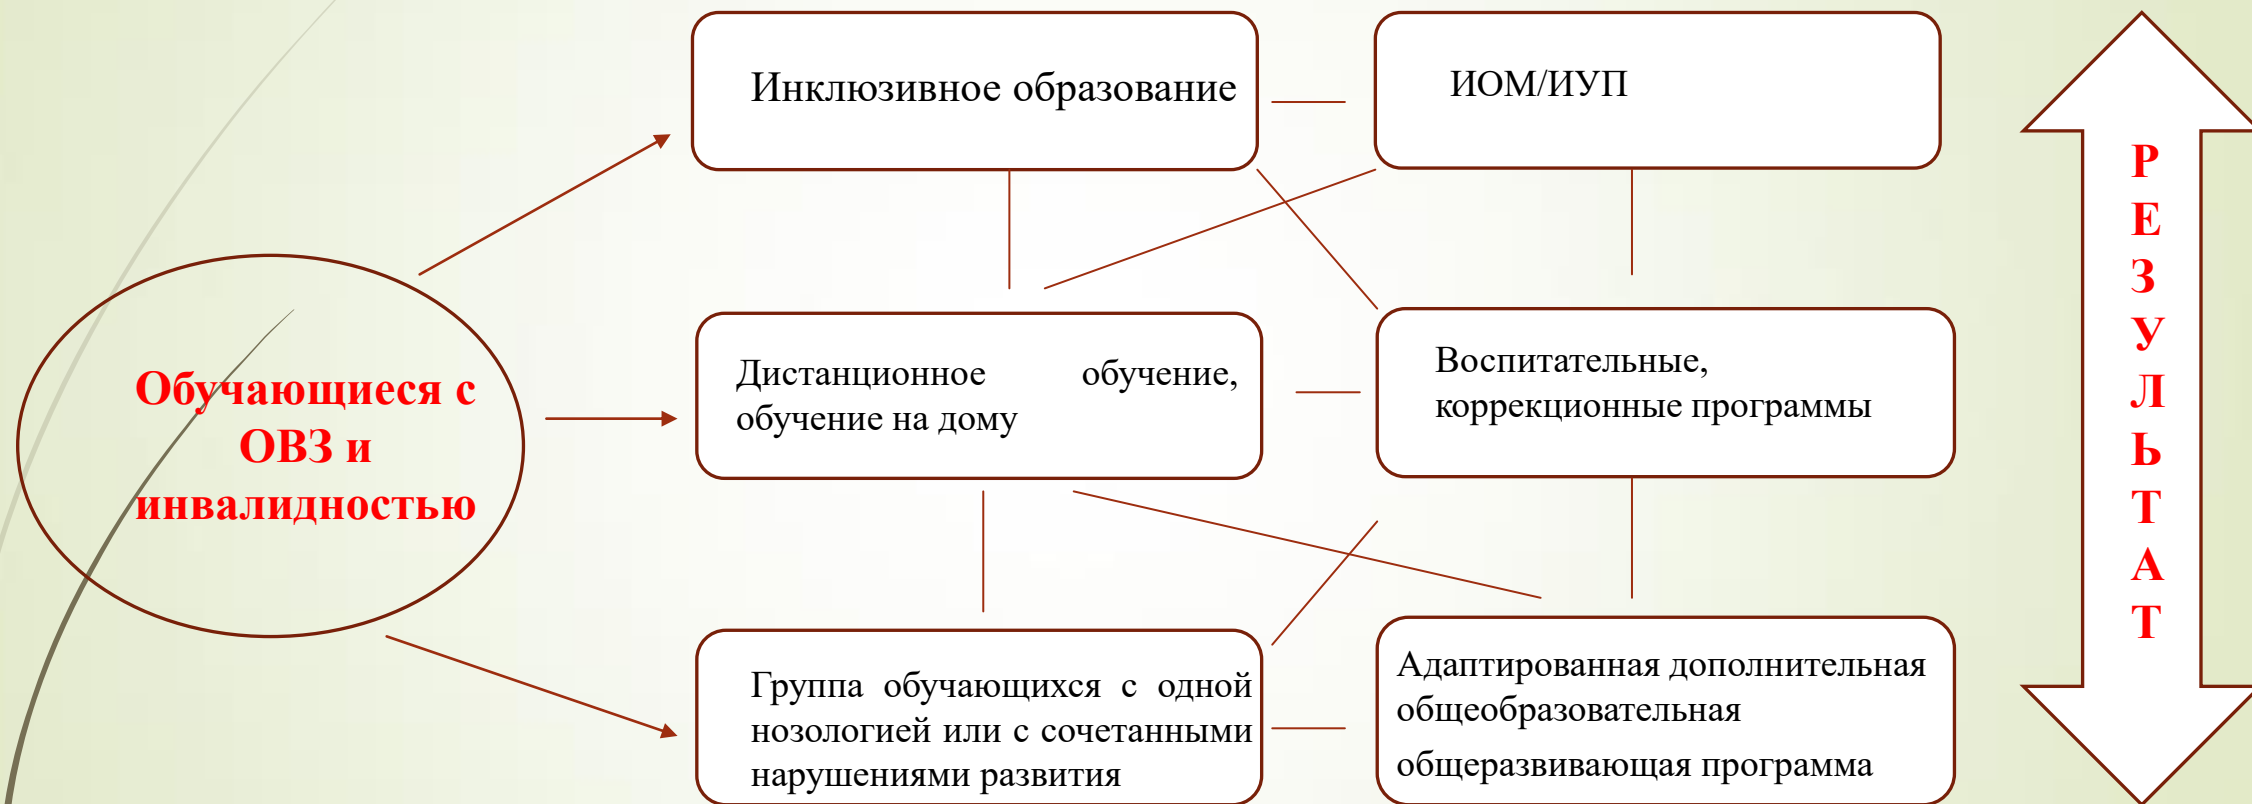 Обучающиеся с
ОВЗ и
инвалидностью
Инклюзивное образование
ИОМ/ИУП
Дистанционное обучение,
обучение на дому
Воспитательные,
коррекционные программы
Группа обучающихся с одной
нозологией или с сочетанными
нарушениями развития
Адаптированная дополнительная
общеобразовательная
общеразвивающая программа
Р
Е
З
У
Л
Ь
Т
А
Т